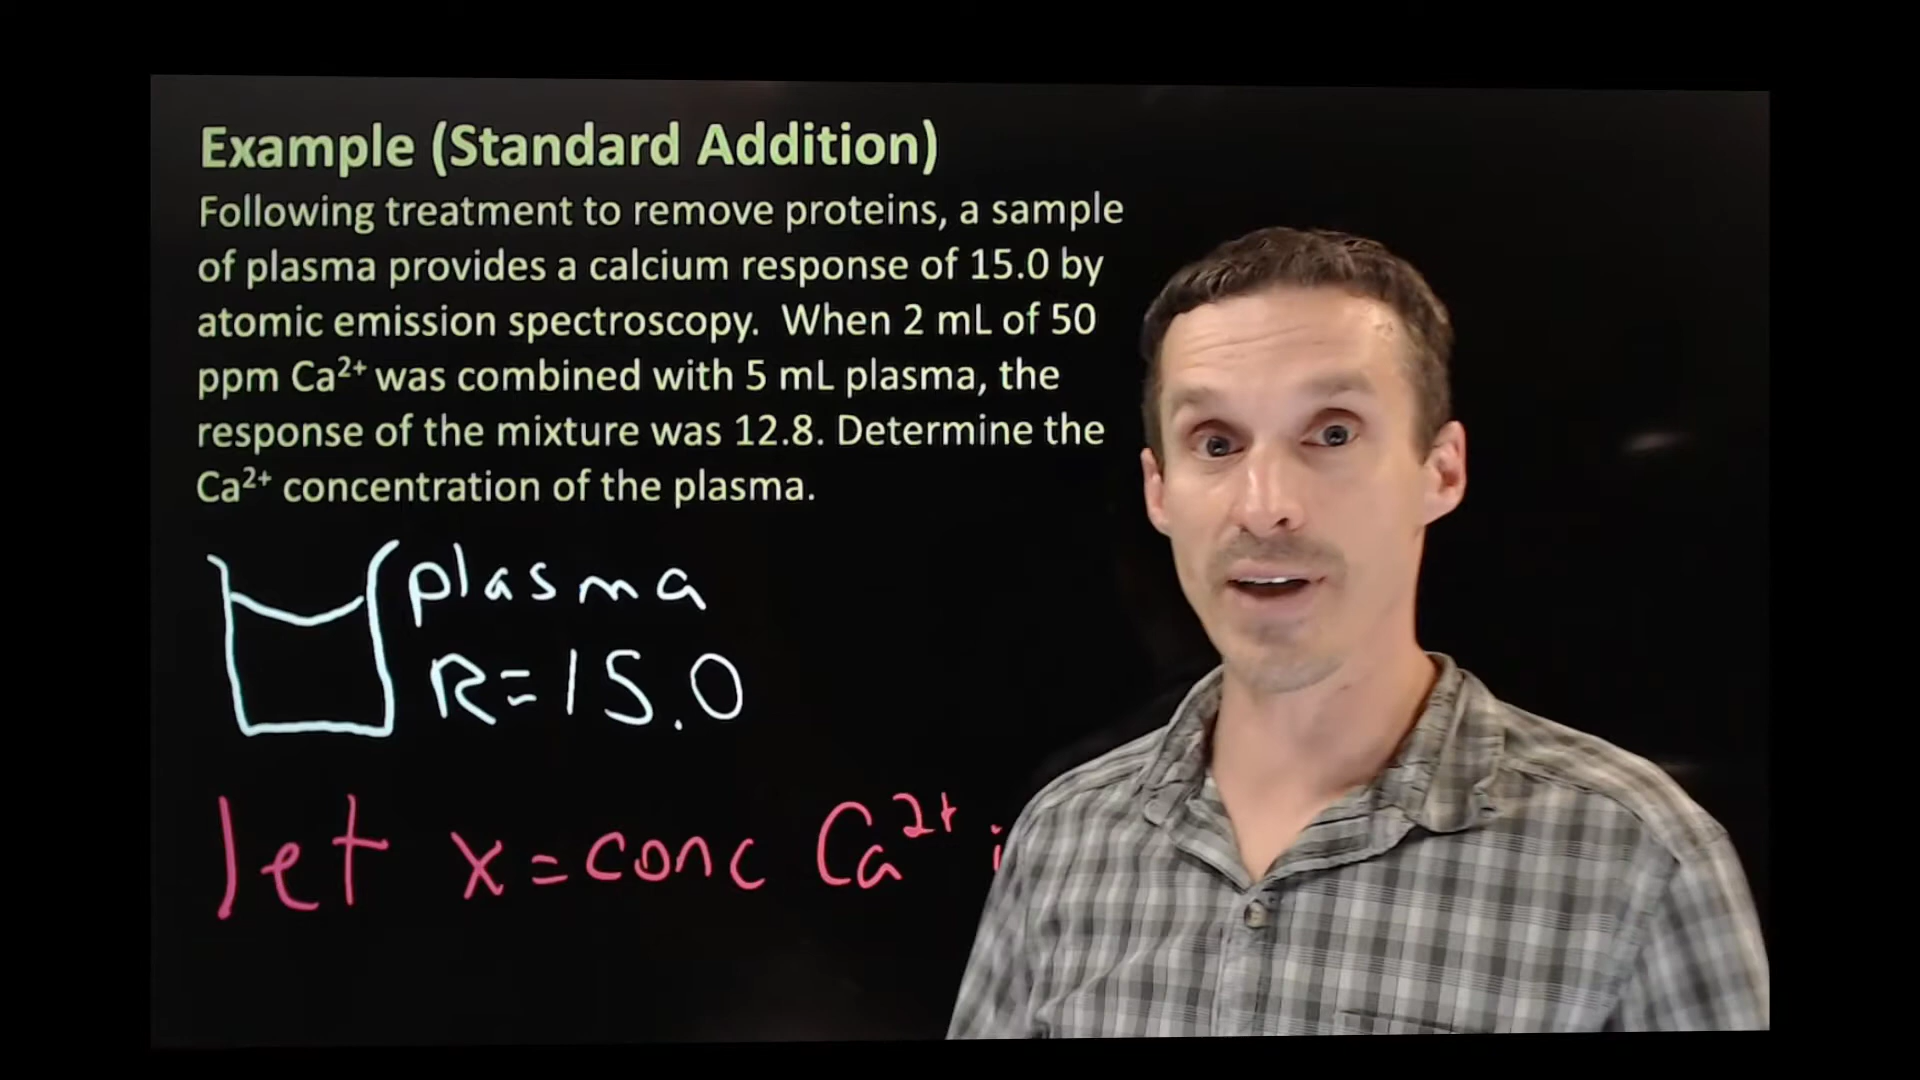 Example (Standard Addition)
Following treatment to remove proteins, a sample
of plasma provides a calcium response of 15.0 by
atomic emission spectroscopy. When 2 mL of 50
ppm Ca²⁺ was combined with 5 mL plasma, the
response of the mixture was 12.8. Determine the
Ca²⁺ concentration of the plasma.
plasma
R=15.0
let x=conc Ca²⁺